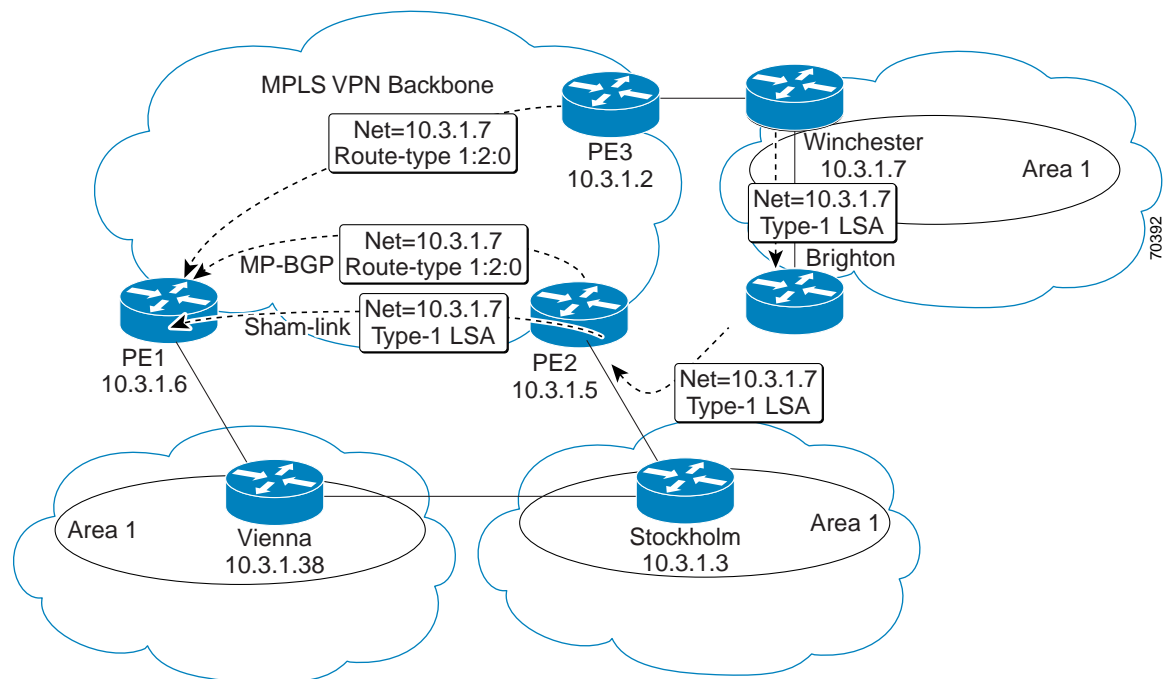 MPLS VPN Backbone
Net=10.3.1.7
Route-type 1:2:0
PE3
10.3.1.2
Winchester
10.3.1.7
Area 1
Net=10.3.1.7
Type-1 LSA
Brighton
70392
Net=10.3.1.7
Route-type 1:2:0
MP-BGP
Net=10.3.1.7
Type-1 LSA
Sham-link
PE1
10.3.1.6
PE2
10.3.1.5
Net=10.3.1.7
Type-1 LSA
Area 1
Vienna
10.3.1.38
Stockholm
10.3.1.3
Area 1